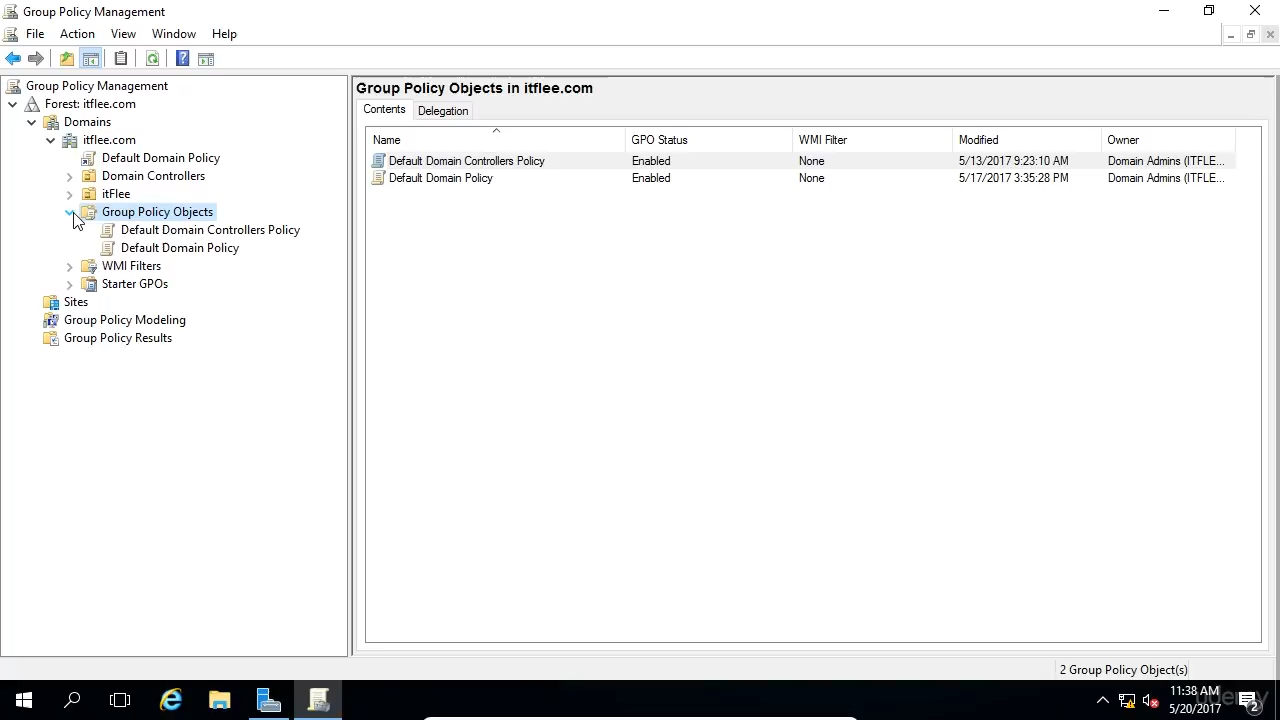 Group Policy Management
File Action View Window Help
Group Policy Management
Forest: itflee.com
Domains
itflee.com
Default Domain Policy
Domain Controllers
itFlee
Group Policy Objects
Default Domain Controllers Policy
Default Domain Policy
WMI Filters
Starter GPOs
Sites
Group Policy Modeling
Group Policy Results
Group Policy Objects in itflee.com
Contents Delegation
Name GPO Status WMI Filter Modified Owner
Default Domain Controllers Policy Enabled None 5/13/2017 9:23:10 AM Domain Admins (ITFLE...
Default Domain Policy Enabled None 5/17/2017 3:35:28 PM Domain Admins (ITFLE...
2 Group Policy Object(s)
11:38 AM
5/20/2017
2
udemy